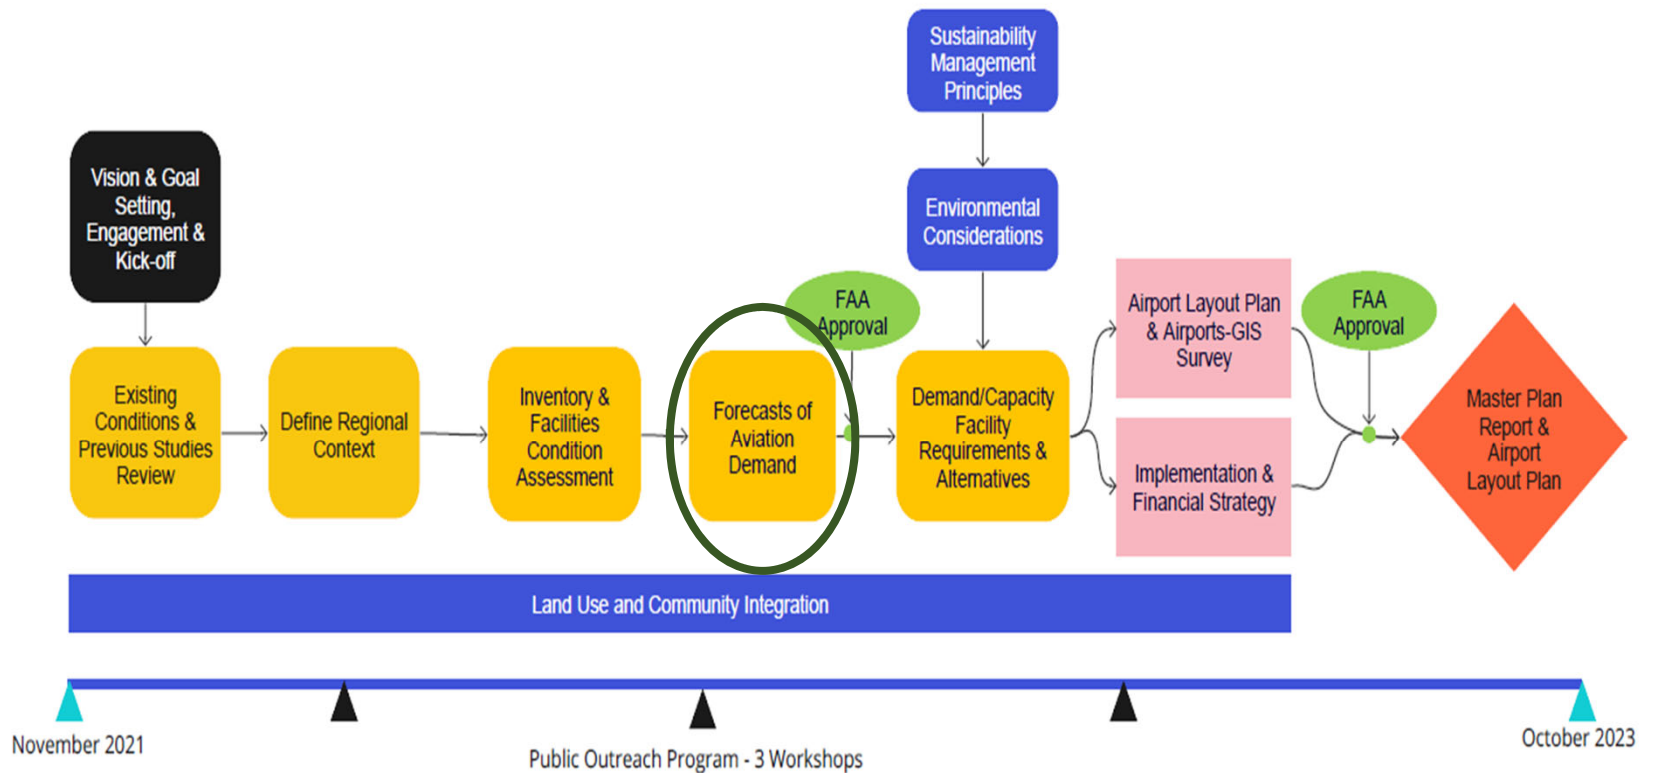 Sustainability
Management
Principles
Vision & Goal
Setting,
Engagement &
Kick-off
Environmental
Considerations
FAA
Approval
Airport Layout Plan
& Airports-GIS
Survey
FAA
Approval
Existing
Conditions &
Previous Studies
Review
Define Regional
Context
Inventory &
Facilities
Condition
Assessment
Forecasts of
Aviation
Demand
Demand/Capacity
Facility
Requirements &
Alternatives
Implementation &
Financial Strategy
Master Plan
Report &
Airport
Layout Plan
Land Use and Community Integration
November 2021
Public Outreach Program - 3 Workshops
October 2023